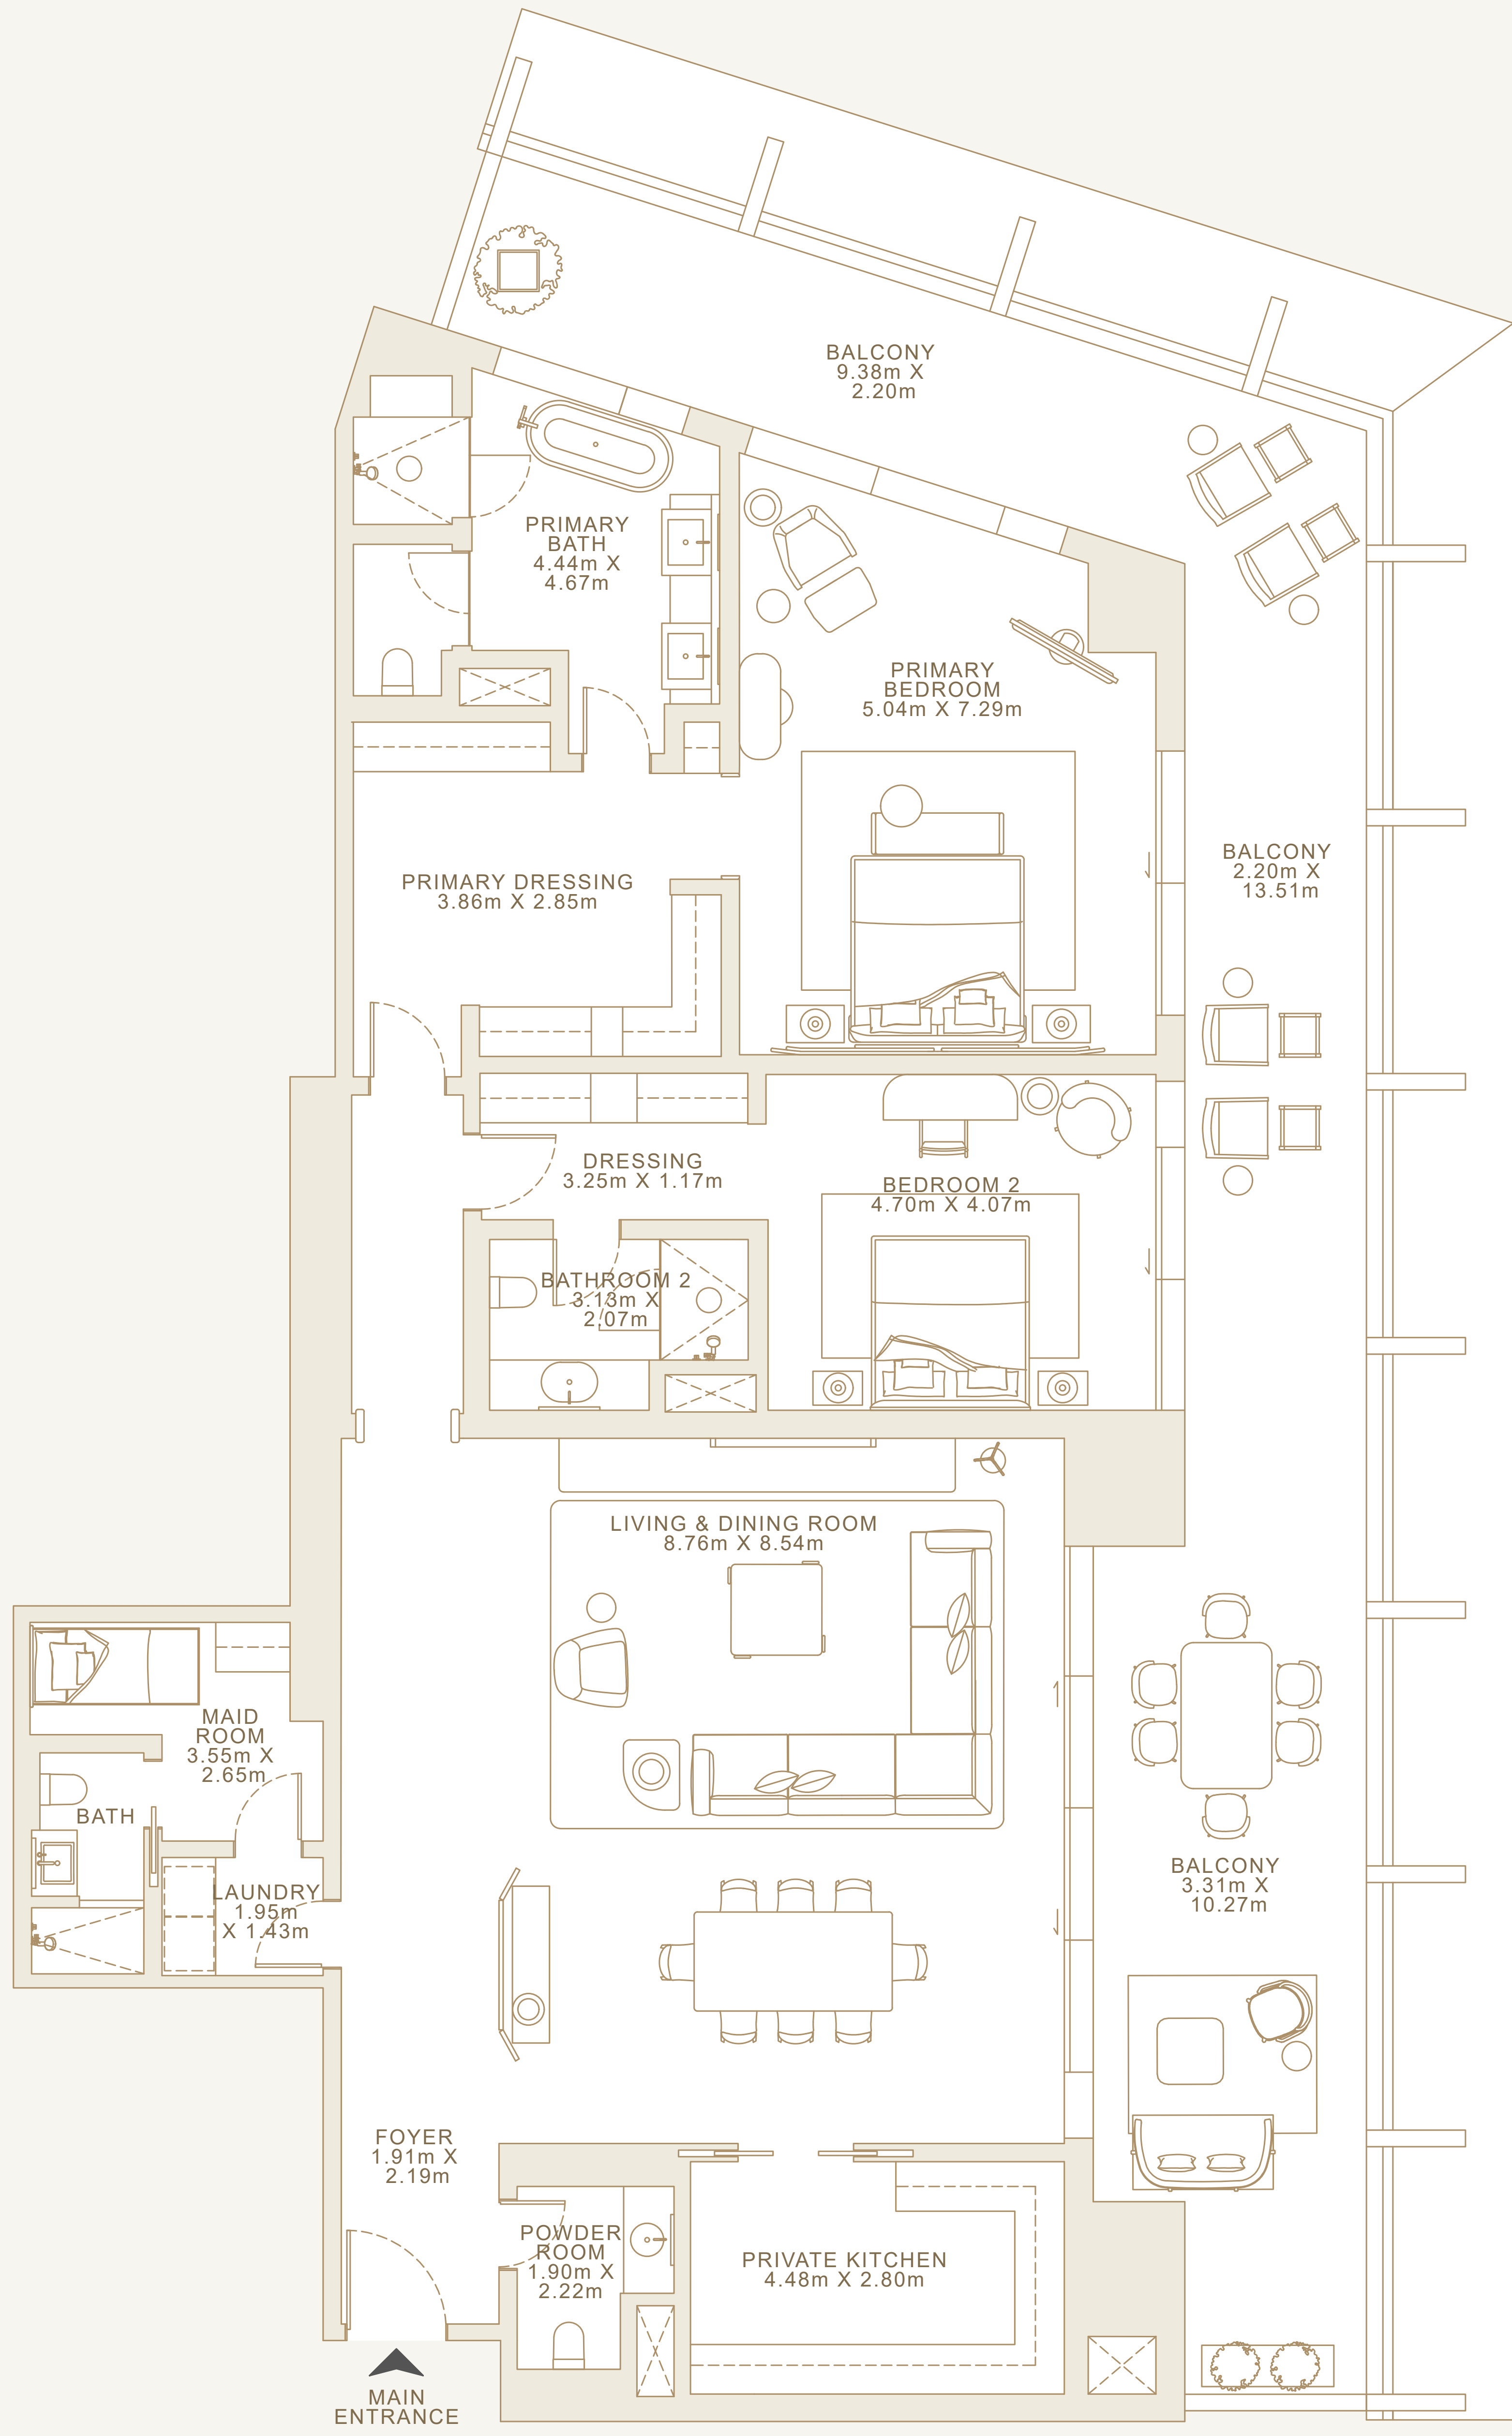 BALCONY
9.38m X
2.20m
PRIMARY
BATH
4.44m X
4.67m
PRIMARY
BEDROOM
5.04m X 7.29m
BALCONY
2.20m X
13.51m
PRIMARY DRESSING
3.86m X 2.85m
DRESSING
3.25m X 1.17m
BEDROOM 2
4.70m X 4.07m
BATHROOM 2
3.13m X
2.07m
LIVING & DINING ROOM
8.76m X 8.54m
MAID
ROOM
3.55m X
2.65m
BATH
LAUNDRY
1.95m
X 1.43m
BALCONY
3.31m X
10.27m
FOYER
1.91m X
2.19m
POWDER
ROOM
1.90m X
2.22m
PRIVATE KITCHEN
4.48m X 2.80m
MAIN
ENTRANCE